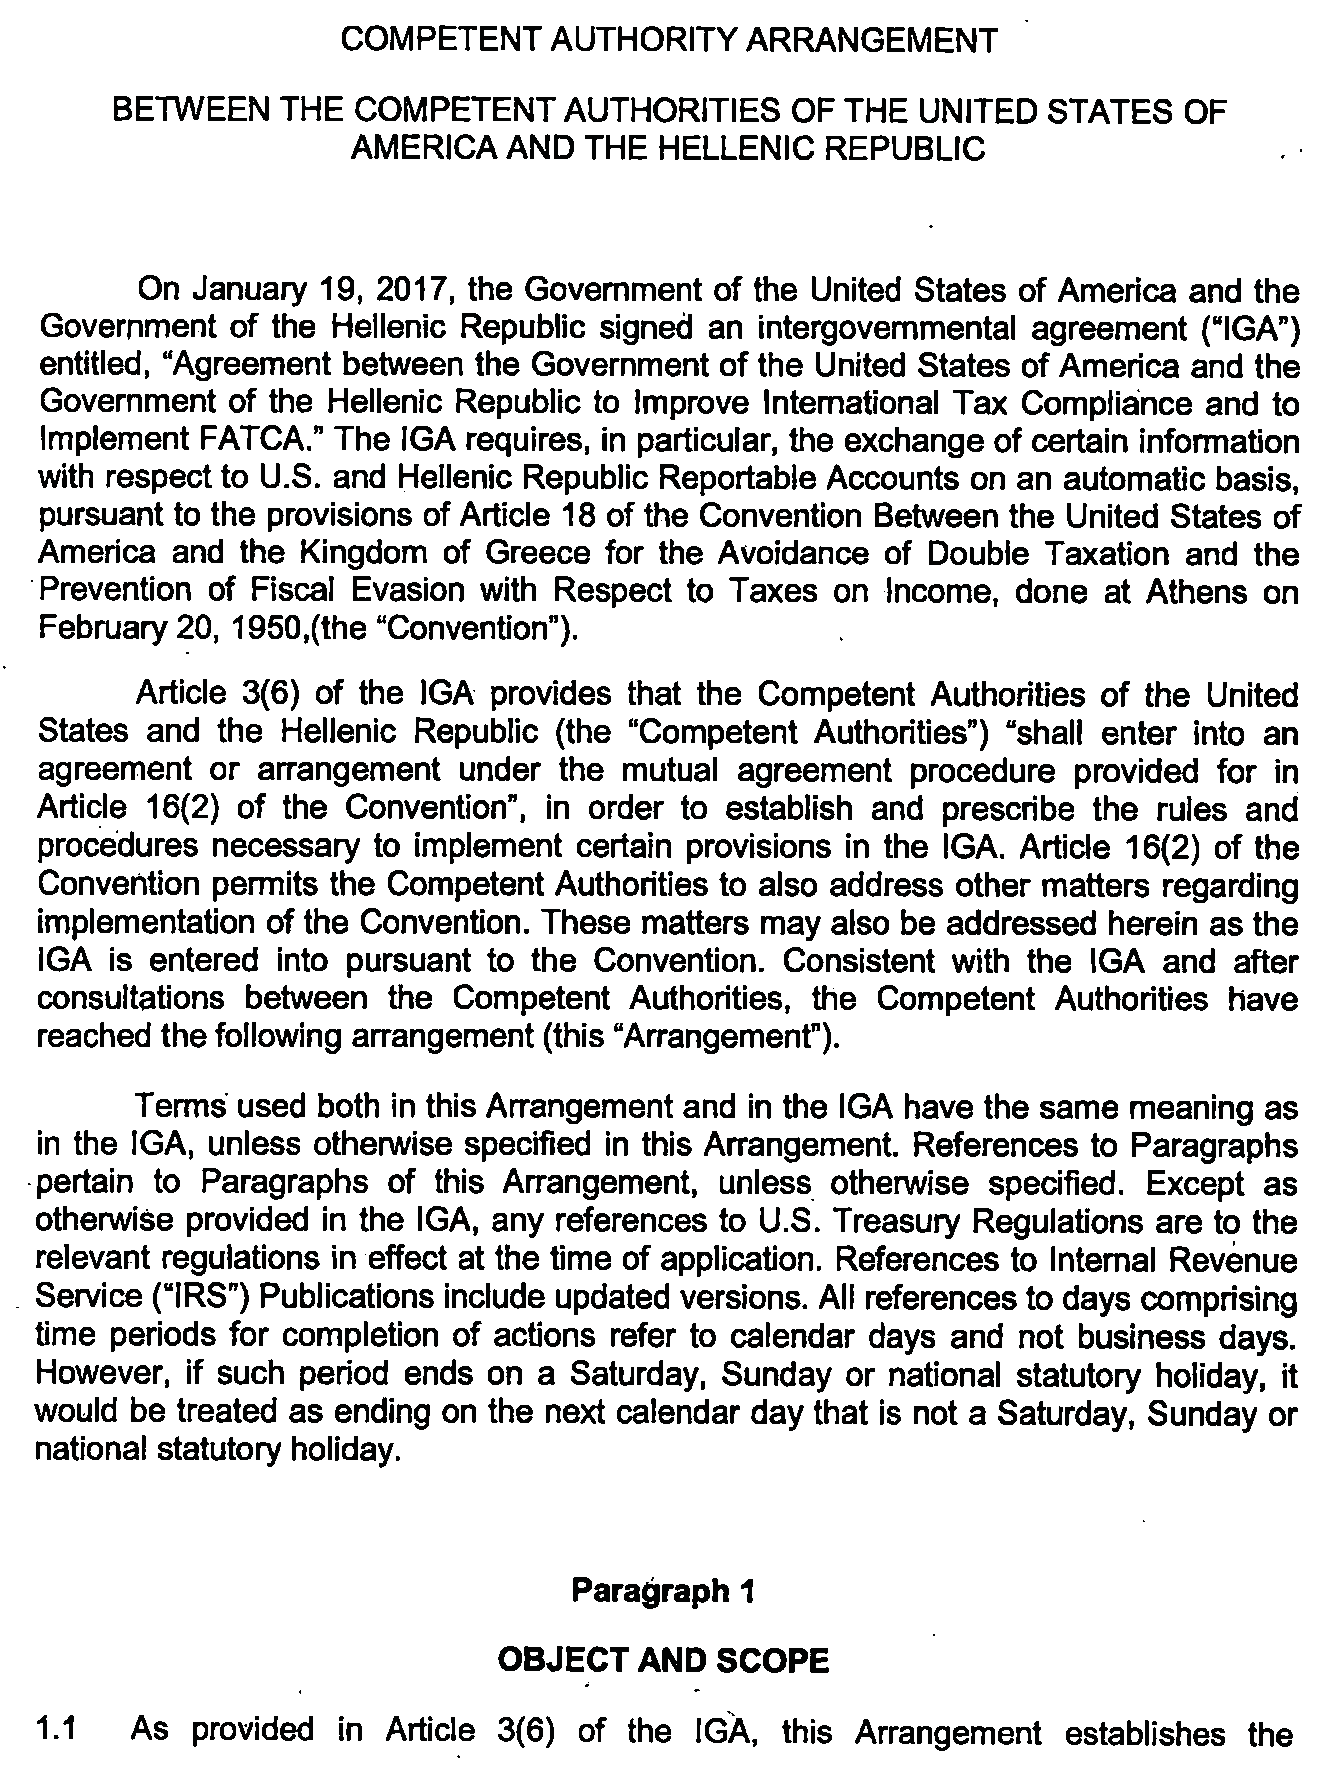 COMPETENT AUTHORITY ARRANGEMENT
BETWEEN THE COMPETENT AUTHORITIES OF THE UNITED STATES OF
AMERICA AND THE HELLENIC REPUBLIC
On January 19, 2017, the Government of the United States of America and the
Government of the Hellenic Republic signed an intergovernmental agreement ("IGA")
entitled, "Agreement between the Government of the United States of America and the
Government of the Hellenic Republic to Improve International Tax Compliance and to
Implement FATCA." The IGA requires, in particular, the exchange of certain information
with respect to U.S. and Hellenic Republic Reportable Accounts on an automatic basis,
pursuant to the provisions of Article 18 of the Convention Between the United States of
America and the Kingdom of Greece for the Avoidance of Double Taxation and the
Prevention of Fiscal Evasion with Respect to Taxes on Income, done at Athens on
February 20, 1950,(the "Convention").
Article 3(6) of the IGA provides that the Competent Authorities of the United
States and the Hellenic Republic (the "Competent Authorities") "shall enter into an
agreement or arrangement under the mutual agreement procedure provided for in
Article 16(2) of the Convention", in order to establish and prescribe the rules and
procedures necessary to implement certain provisions in the IGA. Article 16(2) of the
Convention permits the Competent Authorities to also address other matters regarding
implementation of the Convention. These matters may also be addressed herein as the
IGA is entered into pursuant to the Convention. Consistent with the IGA and after
consultations between the Competent Authorities, the Competent Authorities have
reached the following arrangement (this "Arrangement").
Terms used both in this Arrangement and in the IGA have the same meaning as
in the IGA, unless otherwise specified in this Arrangement. References to Paragraphs
pertain to Paragraphs of this Arrangement, unless otherwise specified. Except as
otherwise provided in the IGA, any references to U.S. Treasury Regulations are to the
relevant regulations in effect at the time of application. References to Internal Revenue
Service ("IRS") Publications include updated versions. All references to days comprising
time periods for completion of actions refer to calendar days and not business days.
However, if such period ends on a Saturday, Sunday or national statutory holiday, it
would be treated as ending on the next calendar day that is not a Saturday, Sunday or
national statutory holiday.
Paragraph 1
OBJECT AND SCOPE
1.1 As provided in Article 3(6) of the IGA, this Arrangement establishes the